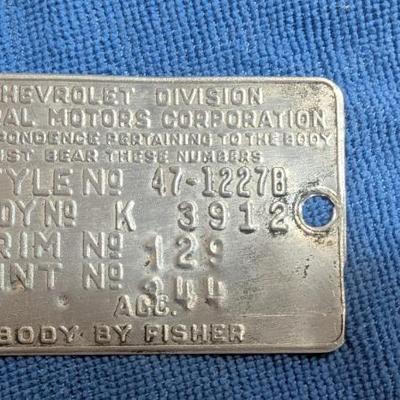 CHEVROLET DIVISION
RAL MOTORS CORPORATION
PONDENCE PERTAINING TO THE BODY
UST BEAR THESE NUMBERS
TYLE NO 47-1227B
DY NO K 3912
RIM NO 129
INT NO 344
ACC.
BODY BY FISHER